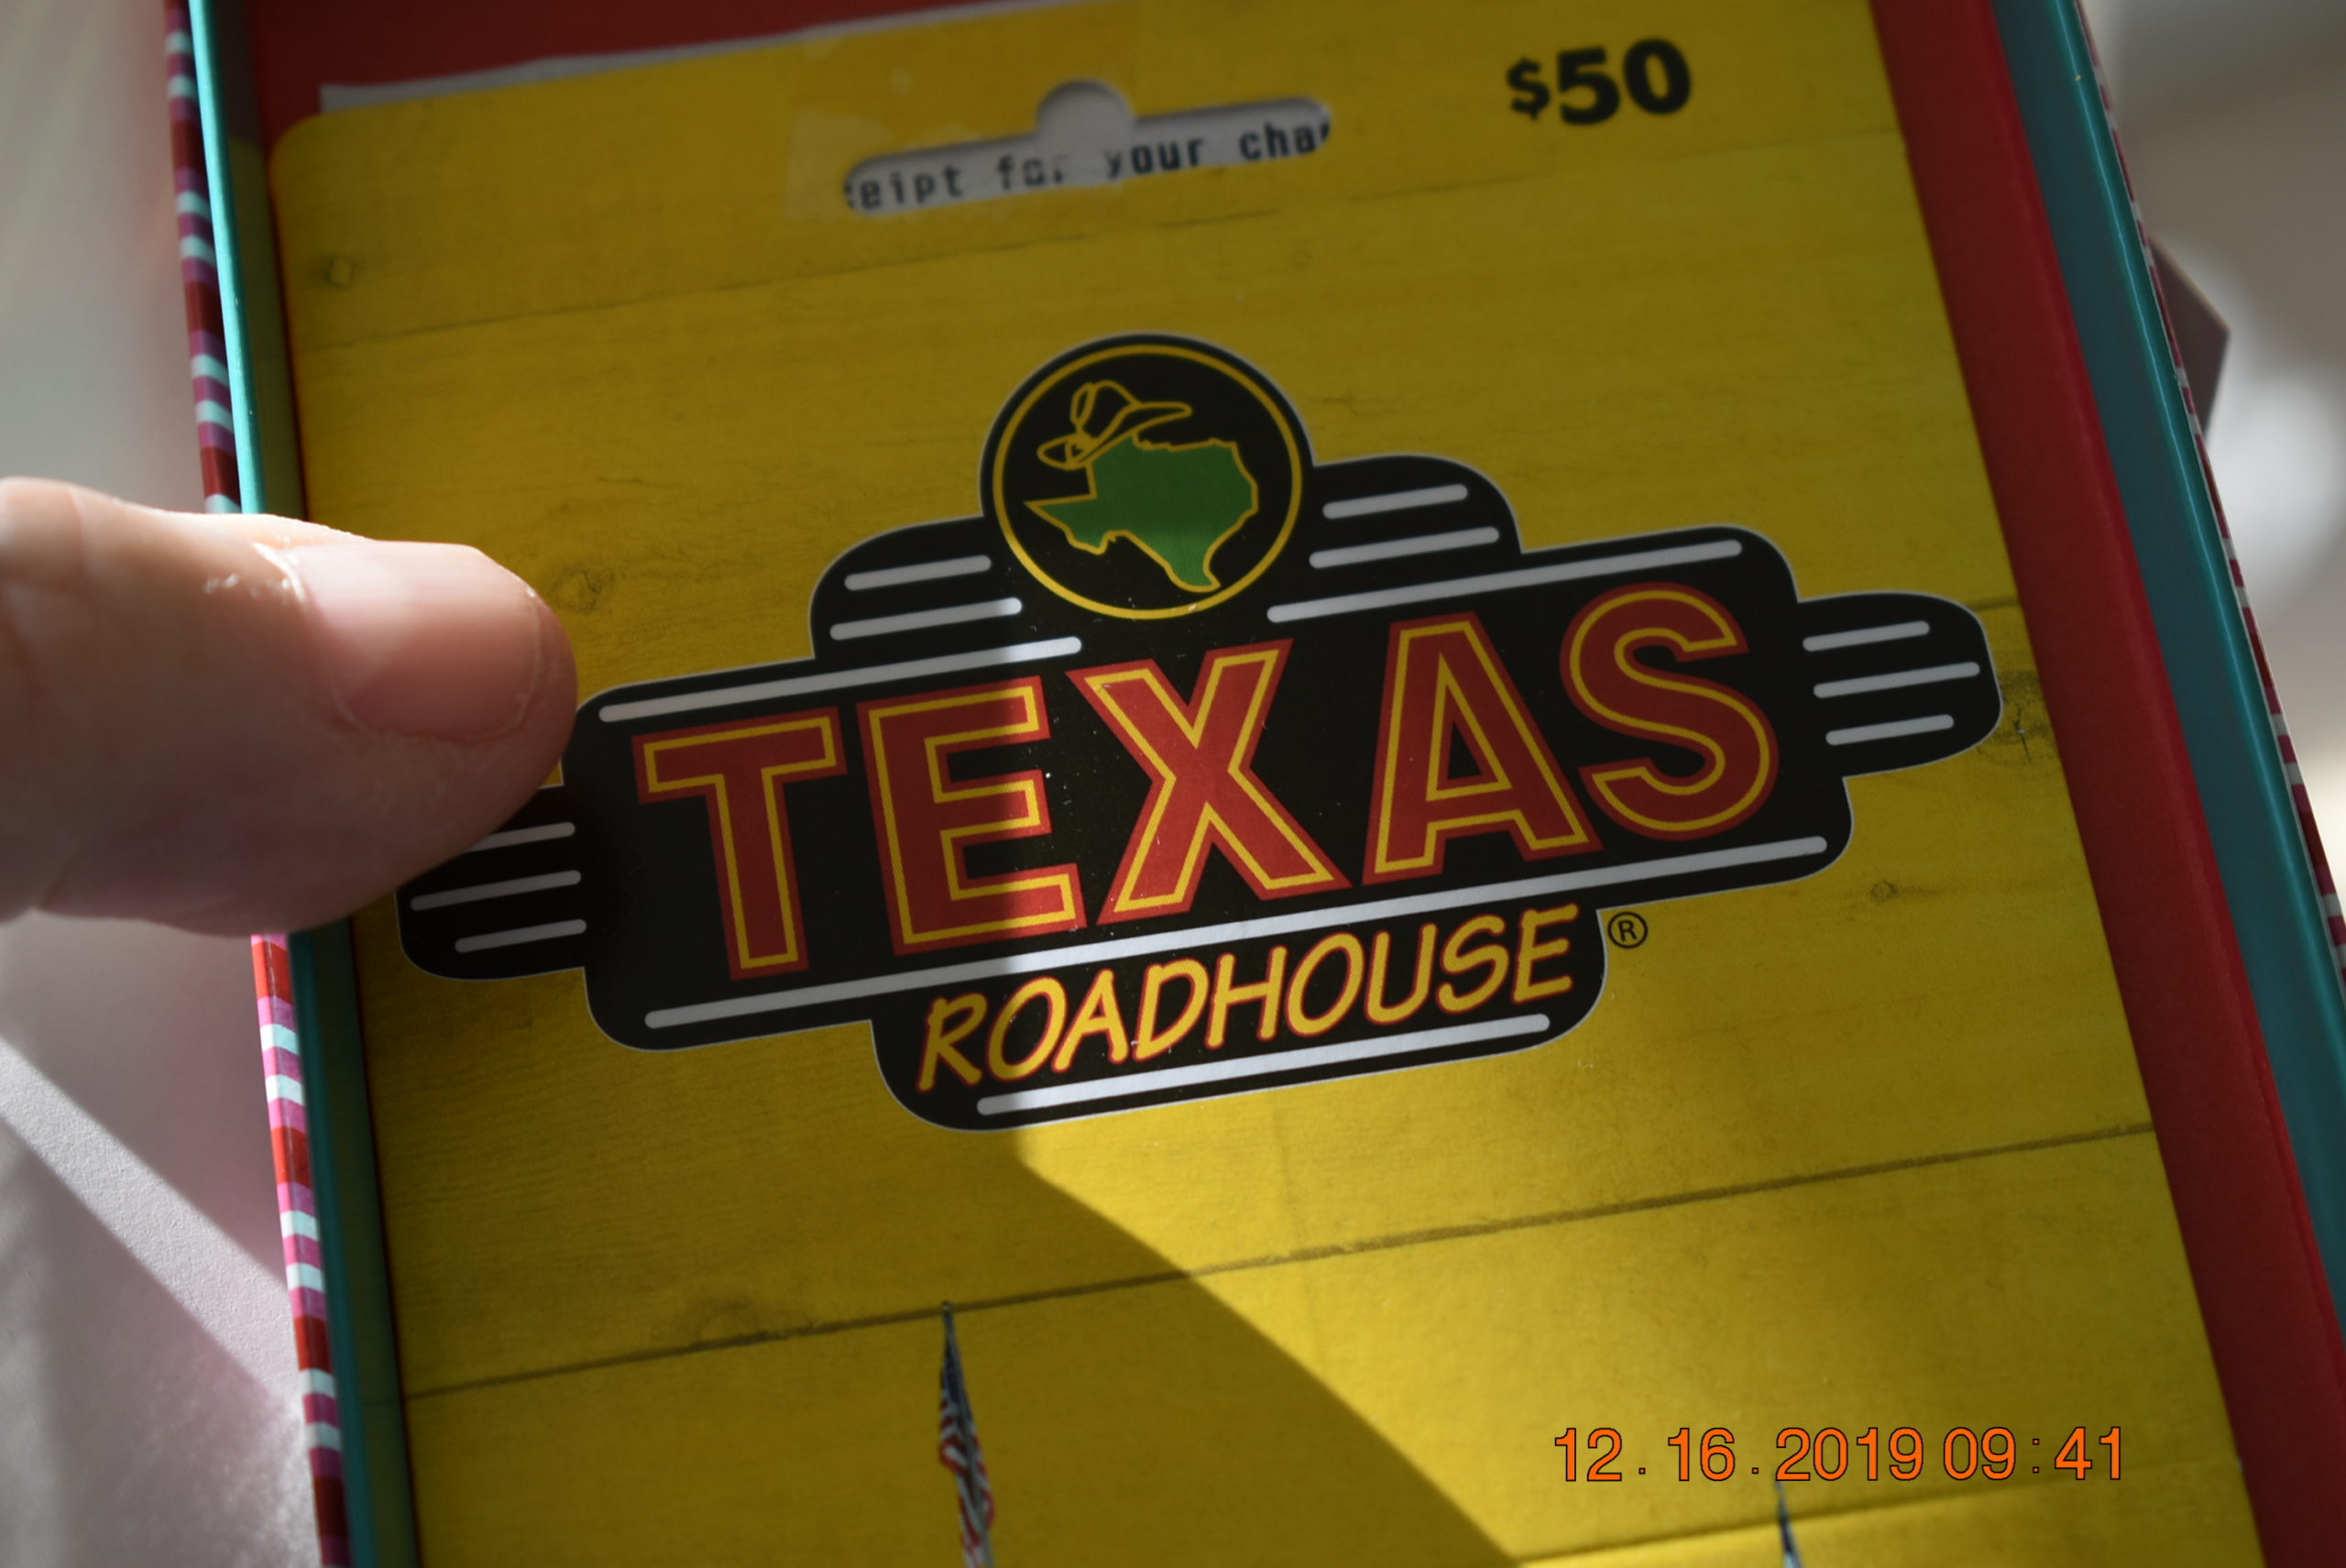 $50
eipt for your cha
TEXAS
ROADHOUSE®
12.16.2019 09:41